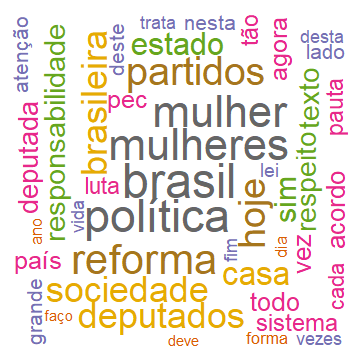 atenção
deputada
responsabilidade
brasileira
deste
trata
nesta
estado
tão
agora
desta
lado
partidos
pec
mulher
mulheres
brasil
política
reforma
sociedade
deputados
luta
vida
ano
país
grande
faço
deve
casa
hoje
fim
dia
lei
sim
vez
respeito
texto
pauta
acordo
cada
todo
sistema
forma
vezes